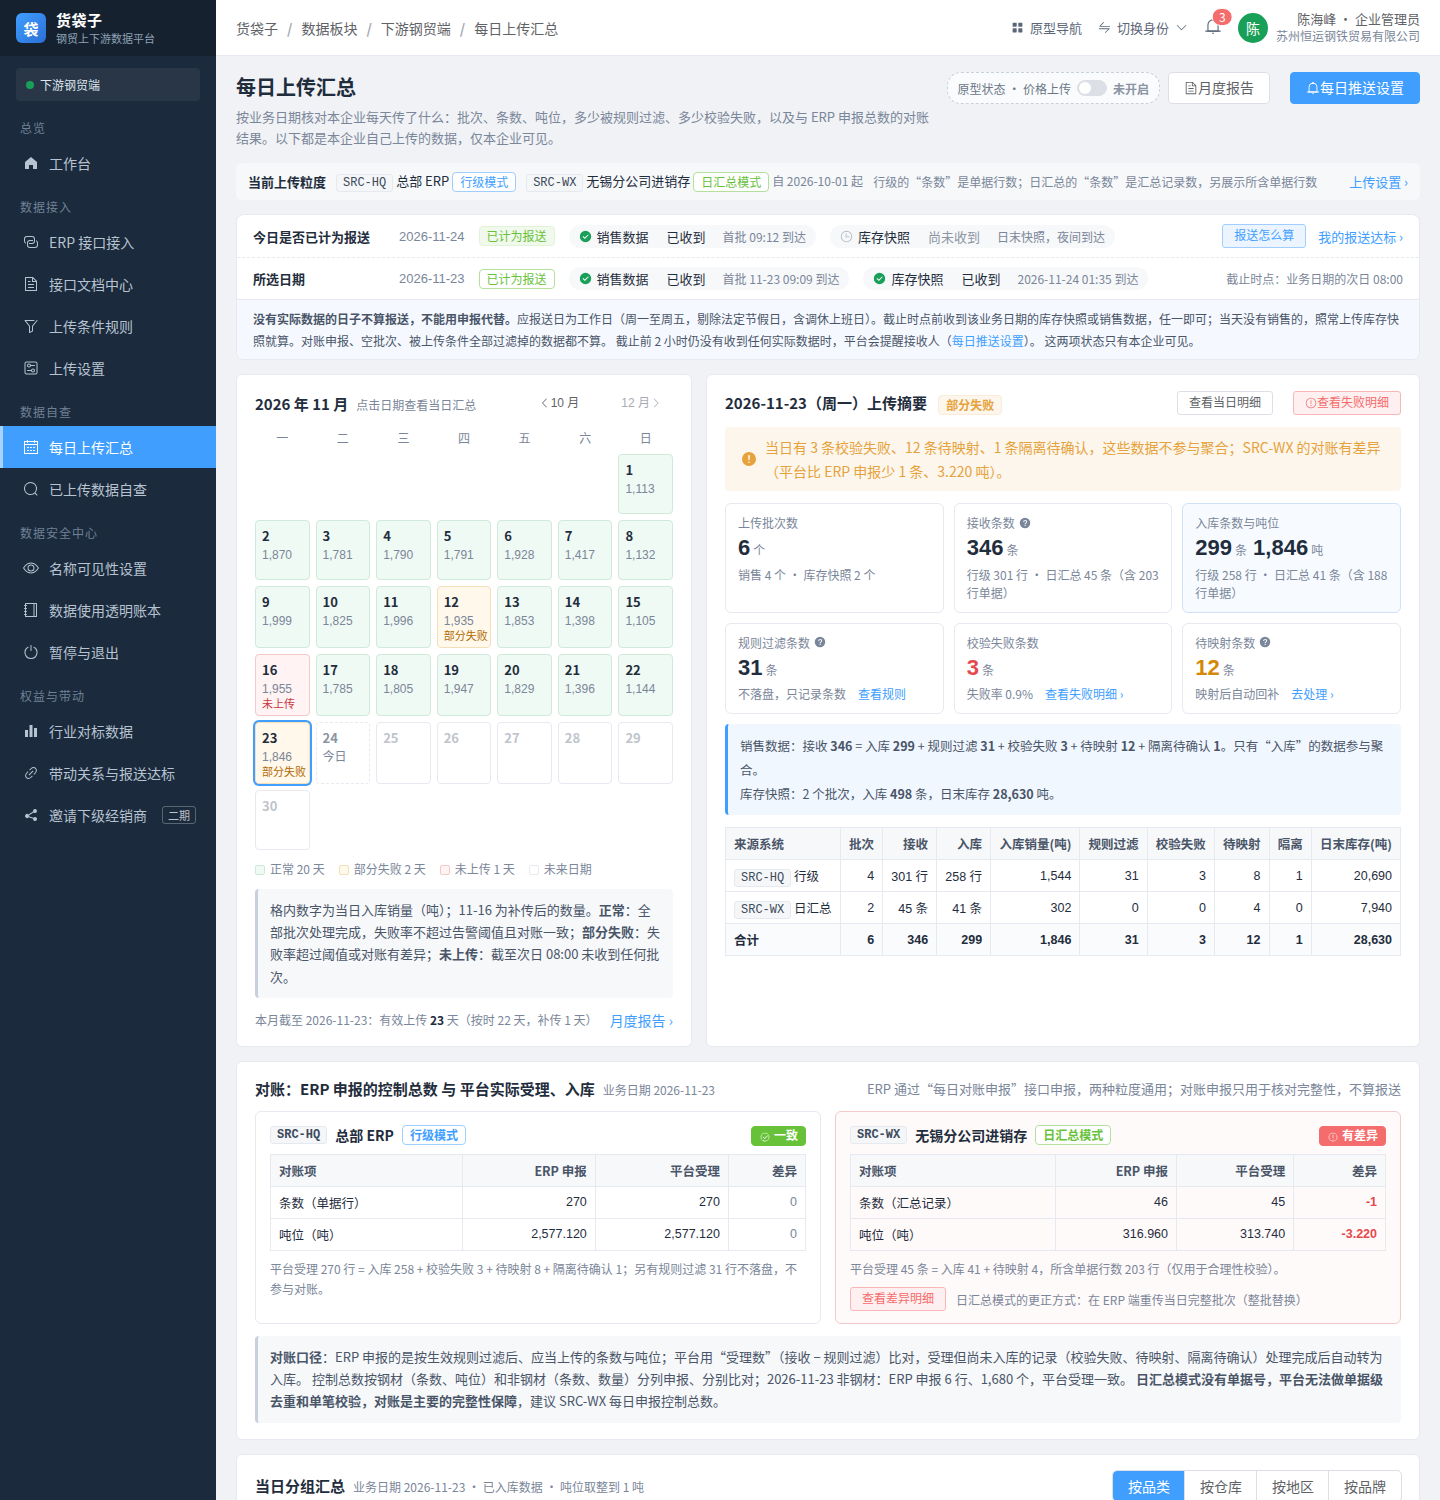 袋
货袋子
钢贸上下游数据平台
下游钢贸端
总览
工作台
数据接入
ERP 接口接入
接口文档中心
上传条件规则
上传设置
数据自查
每日上传汇总
已上传数据自查
数据安全中心
名称可见性设置
数据使用透明账本
暂停与退出
权益与带动
行业对标数据
带动关系与报送达标
邀请下级经销商 二期
货袋子 / 数据板块 / 下游钢贸端 / 每日上传汇总
原型导航 切换身份 3 陈 陈海峰 · 企业管理员
苏州恒运钢铁贸易有限公司
每日上传汇总
原型状态 · 价格上传 未开启 月度报告 每日推送设置
按业务日期核对本企业每天传了什么：批次、条数、吨位，多少被规则过滤、多少校验失败，以及与 ERP 申报总数的对账
结果。以下都是本企业自己上传的数据，仅本企业可见。
当前上传粒度 SRC-HQ 总部 ERP 行级模式 SRC-WX 无锡分公司进销存 日汇总模式 自 2026-10-01 起 行级的“条数”是单据行数；日汇总的“条数”是汇总记录数，另展示所含单据行数 上传设置 ›
今日是否已计为报送 2026-11-24 已计为报送 销售数据 已收到 首批 09:12 到达 库存快照 尚未收到 日末快照，夜间到达 报送怎么算 我的报送达标 ›
所选日期 2026-11-23 已计为报送 销售数据 已收到 首批 11-23 09:09 到达 库存快照 已收到 2026-11-24 01:35 到达 截止时点：业务日期的次日 08:00
没有实际数据的日子不算报送，不能用申报代替。应报送日为工作日（周一至周五，剔除法定节假日，含调休上班日）。截止时点前收到该业务日期的库存快照或销售数据，任一即可；当天没有销售的，照常上传库存快
照就算。对账申报、空批次、被上传条件全部过滤掉的数据都不算。 截止前 2 小时仍没有收到任何实际数据时，平台会提醒接收人（每日推送设置）。 这两项状态只有本企业可见。
2026 年 11 月 点击日期查看当日汇总 10 月 12 月
一 二 三 四 五 六 日
1
1,113
2 3 4 5 6 7 8
1,870 1,781 1,790 1,791 1,928 1,417 1,132
9 10 11 12 13 14 15
1,999 1,825 1,996 1,935 1,853 1,398 1,105
部分失败
16 17 18 19 20 21 22
1,955 1,785 1,805 1,947 1,829 1,396 1,144
未上传
23 24 25 26 27 28 29
1,846 今日
部分失败
30
正常 20 天 部分失败 2 天 未上传 1 天 未来日期
格内数字为当日入库销量（吨）；11-16 为补传后的数量。正常：全
部批次处理完成，失败率不超过告警阈值且对账一致；部分失败：失
败率超过阈值或对账有差异；未上传：截至次日 08:00 未收到任何批
次。
本月截至 2026-11-23：有效上传 23 天（按时 22 天，补传 1 天） 月度报告 ›
2026-11-23（周一）上传摘要 部分失败 查看当日明细 查看失败明细
当日有 3 条校验失败、12 条待映射、1 条隔离待确认，这些数据不参与聚合；SRC-WX 的对账有差异
（平台比 ERP 申报少 1 条、3.220 吨）。
上传批次数 接收条数 入库条数与吨位
6 个 346 条 299 条 1,846 吨
销售 4 个 · 库存快照 2 个 行级 301 行 · 日汇总 45 条（含 203 行级 258 行 · 日汇总 41 条（含 188
行单据） 行单据）
规则过滤条数 校验失败条数 待映射条数
31 条 3 条 12 条
不落盘，只记录条数 查看规则 失败率 0.9% 查看失败明细 › 映射后自动回补 去处理 ›
销售数据：接收 346 = 入库 299 + 规则过滤 31 + 校验失败 3 + 待映射 12 + 隔离待确认 1。只有“入库”的数据参与聚
合。
库存快照：2 个批次，入库 498 条，日末库存 28,630 吨。
来源系统 批次 接收 入库 入库销量(吨) 规则过滤 校验失败 待映射 隔离 日末库存(吨)
SRC-HQ 行级 4 301 行 258 行 1,544 31 3 8 1 20,690
SRC-WX 日汇总 2 45 条 41 条 302 0 0 4 0 7,940
合计 6 346 299 1,846 31 3 12 1 28,630
对账：ERP 申报的控制总数 与 平台实际受理、入库 业务日期 2026-11-23 ERP 通过“每日对账申报”接口申报，两种粒度通用；对账申报只用于核对完整性，不算报送
SRC-HQ 总部 ERP 行级模式 一致
对账项 ERP 申报 平台受理 差异
条数（单据行） 270 270 0
吨位（吨） 2,577.120 2,577.120 0
平台受理 270 行 = 入库 258 + 校验失败 3 + 待映射 8 + 隔离待确认 1；另有规则过滤 31 行不落盘，不
参与对账。
SRC-WX 无锡分公司进销存 日汇总模式 有差异
对账项 ERP 申报 平台受理 差异
条数（汇总记录） 46 45 -1
吨位（吨） 316.960 313.740 -3.220
平台受理 45 条 = 入库 41 + 待映射 4，所含单据行数 203 行（仅用于合理性校验）。
查看差异明细 日汇总模式的更正方式：在 ERP 端重传当日完整批次（整批替换）
对账口径：ERP 申报的是按生效规则过滤后、应当上传的条数与吨位；平台用“受理数”（接收 − 规则过滤）比对，受理但尚未入库的记录（校验失败、待映射、隔离待确认）处理完成后自动转为
入库。 控制总数按钢材（条数、吨位）和非钢材（条数、数量）分列申报、分别比对；2026-11-23 非钢材：ERP 申报 6 行、1,680 个，平台受理一致。 日汇总模式没有单据号，平台无法做单据级
去重和单笔校验，对账是主要的完整性保障，建议 SRC-WX 每日申报控制总数。
当日分组汇总 业务日期 2026-11-23 · 已入库数据 · 吨位取整到 1 吨 按品类 按仓库 按地区 按品牌